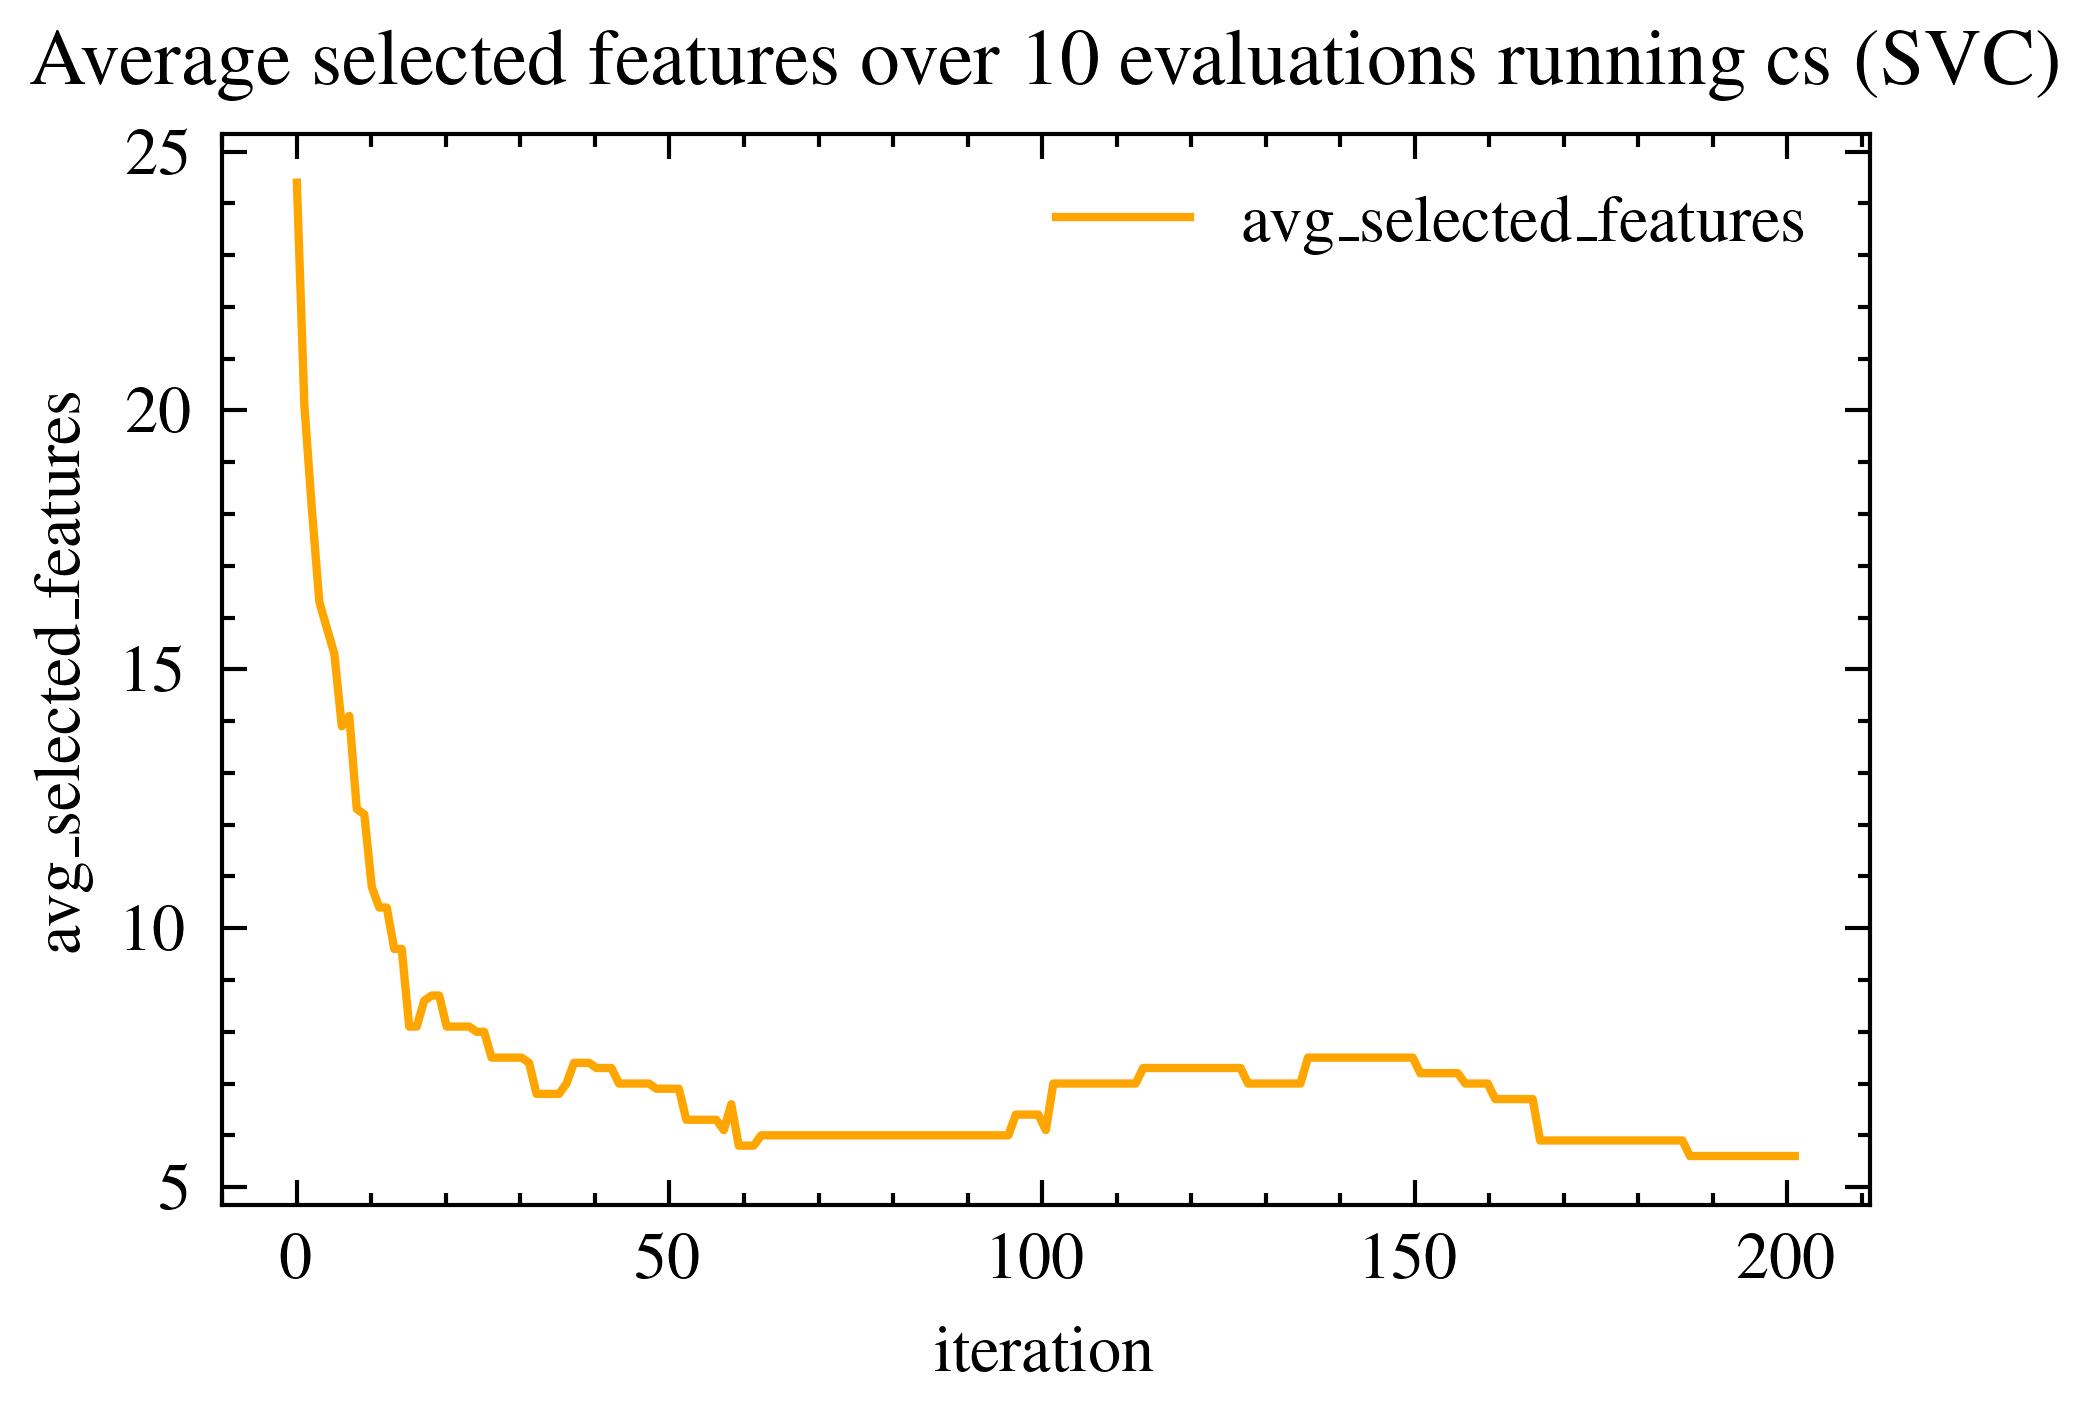 Average selected features over 10 evaluations running cs (SVC)
avg_selected_features
avg_selected_features
25
20
15
10
5
0 50 100 150 200
iteration